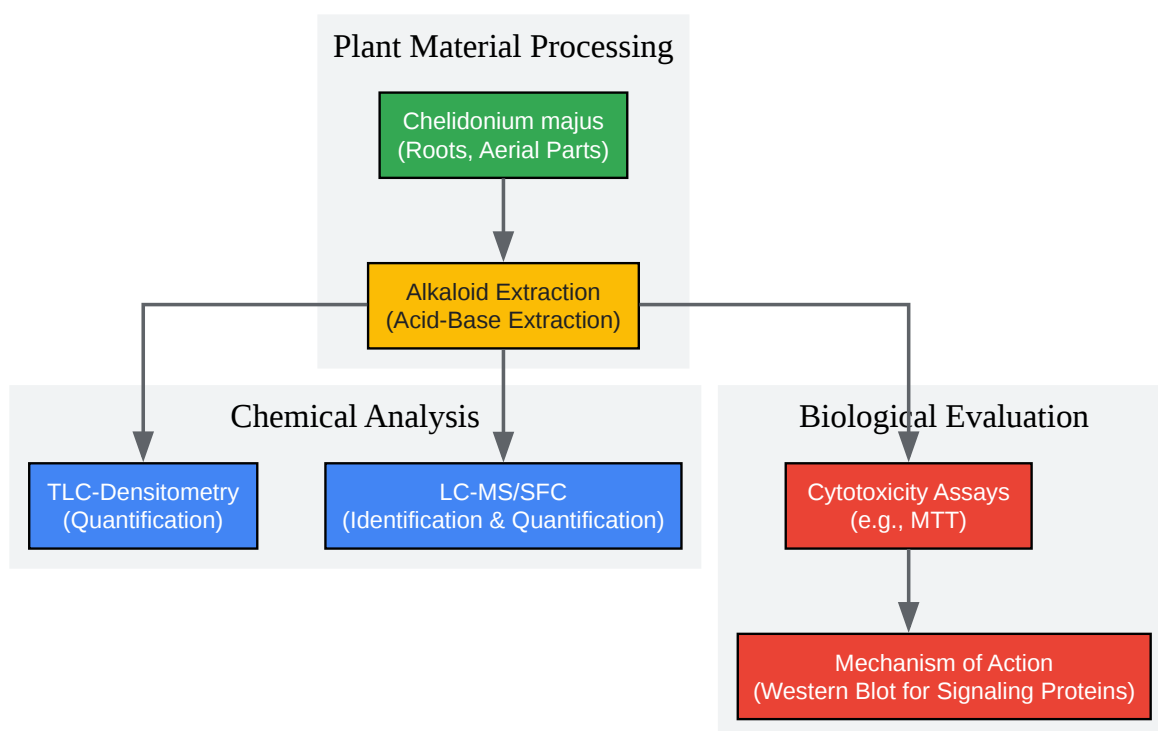 Plant Material Processing
Chelidonium majus
(Roots, Aerial Parts)
Alkaloid Extraction
(Acid-Base Extraction)
Chemical Analysis
TLC-Densitometry
(Quantification)
LC-MS/SFC
(Identification & Quantification)
Biological Evaluation
Cytotoxicity Assays
(e.g., MTT)
Mechanism of Action
(Western Blot for Signaling Proteins)